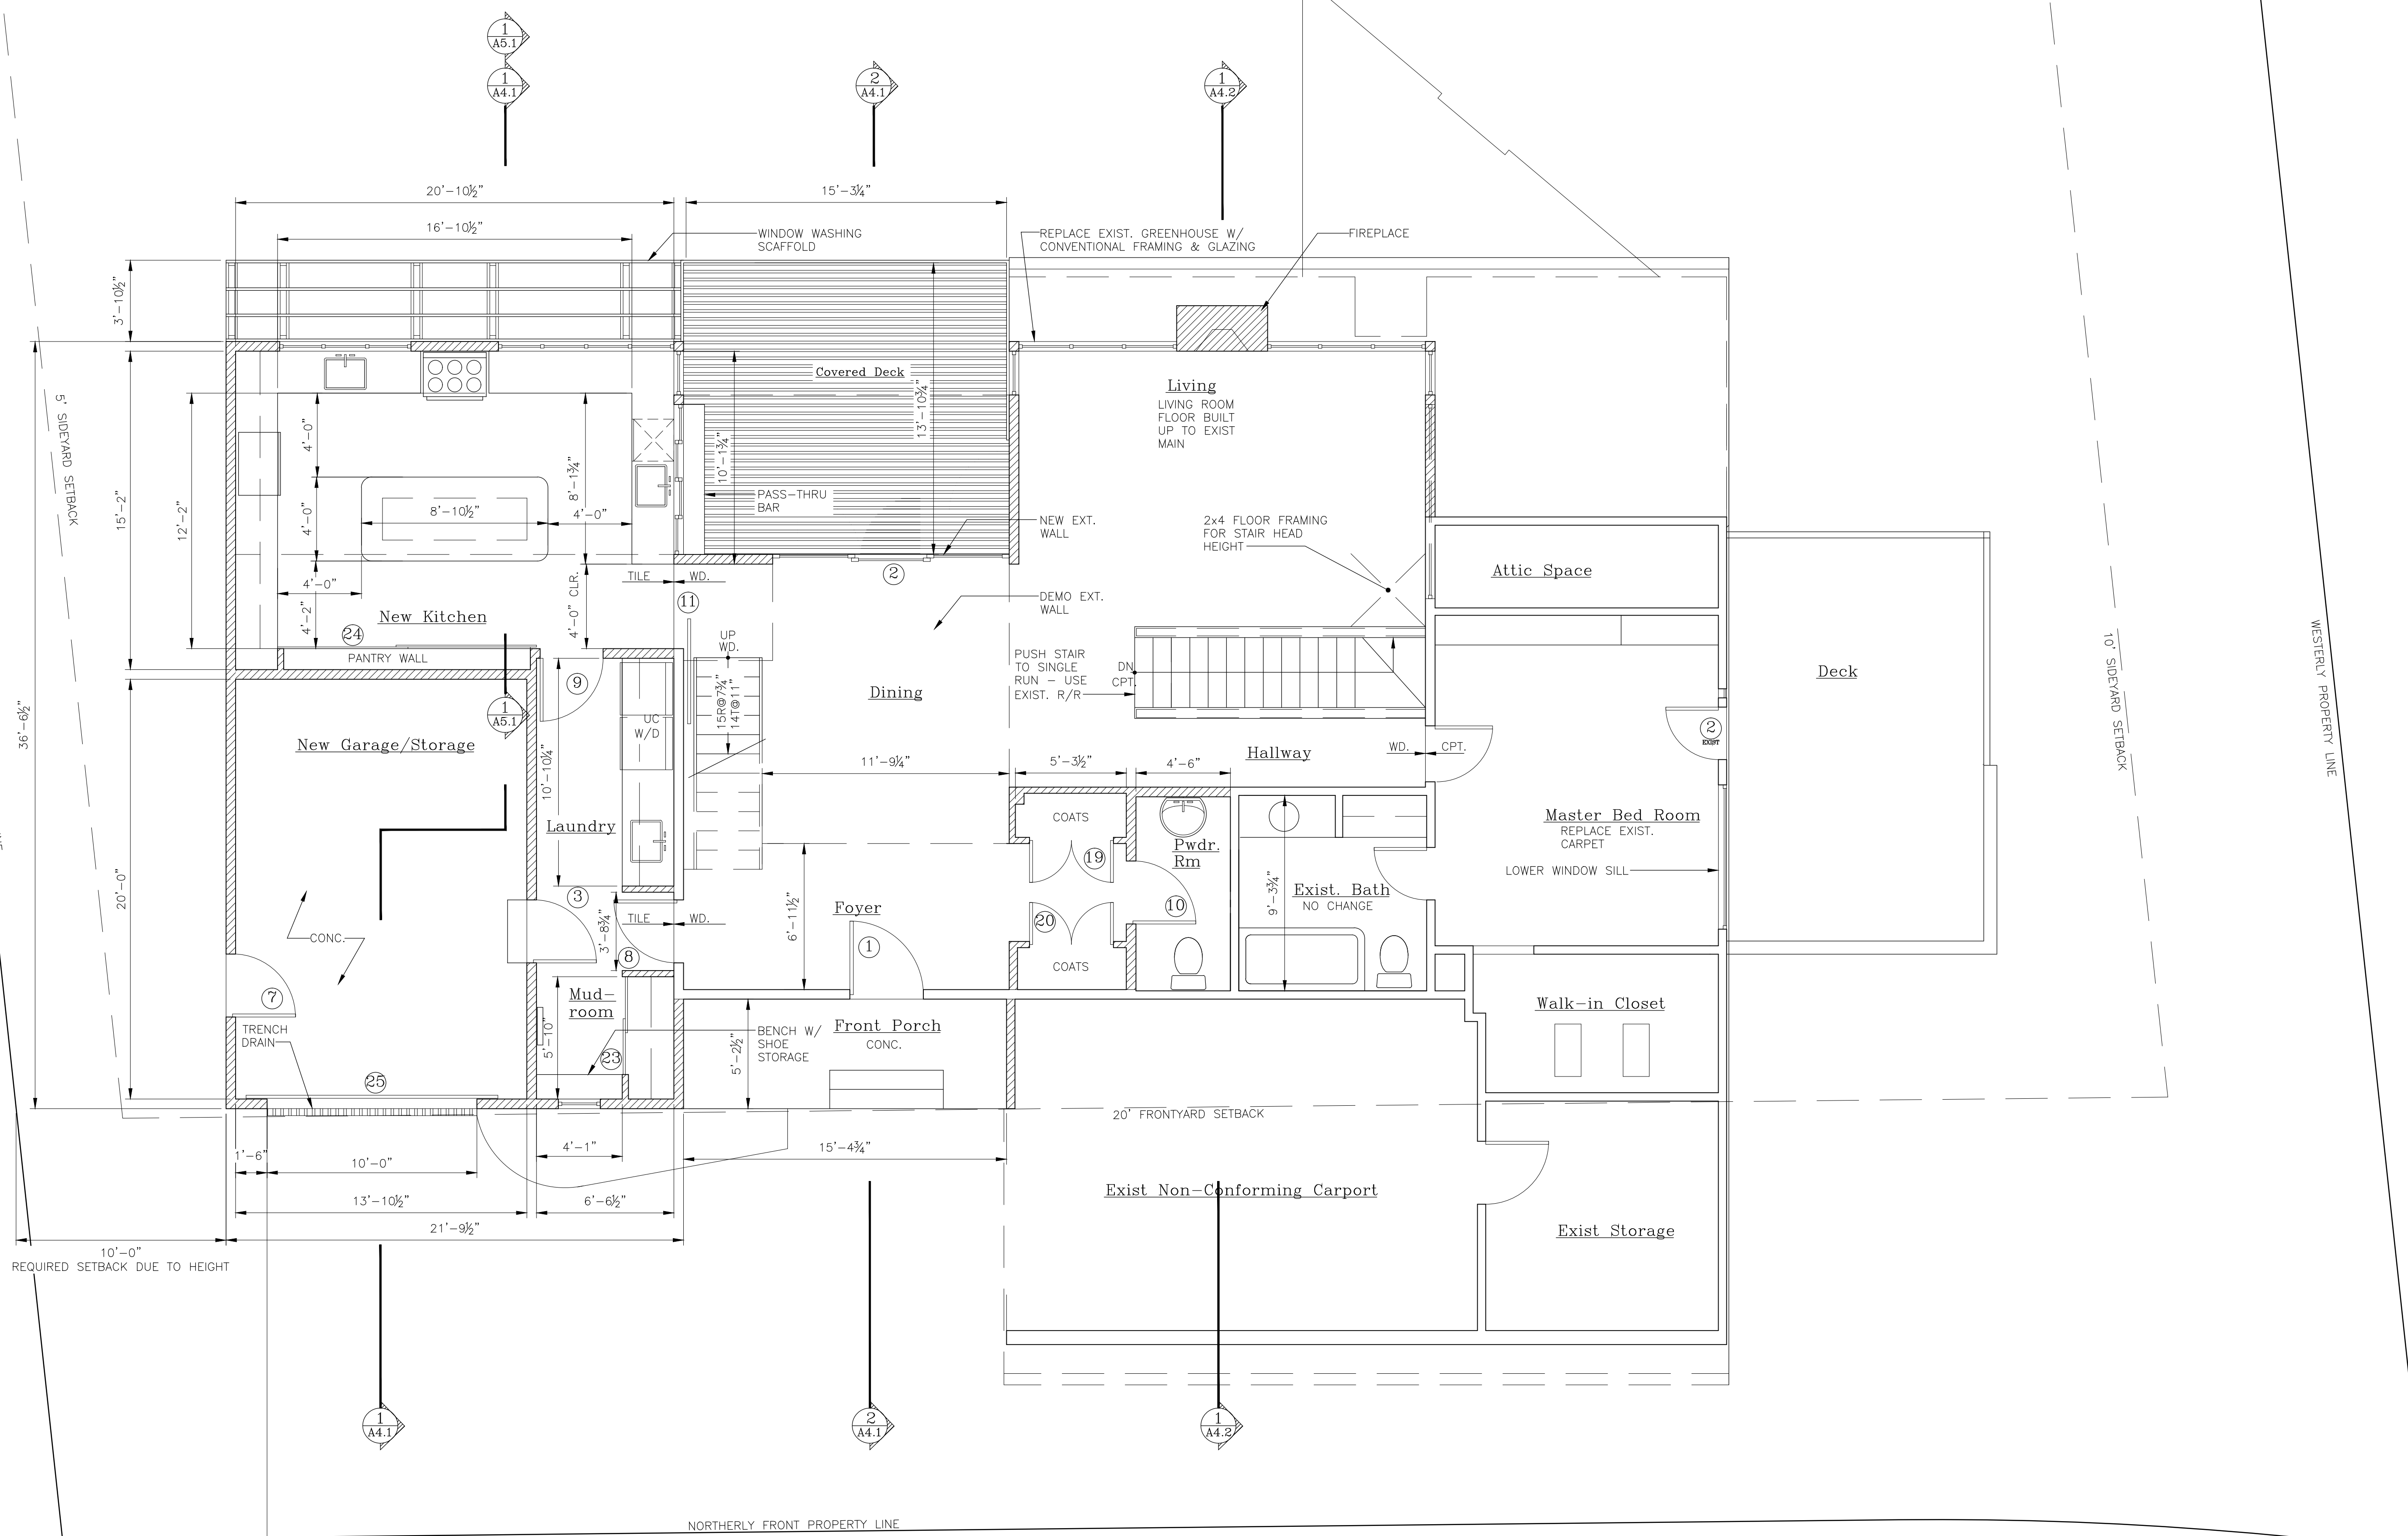 1
A5.1
1
A4.1
2
A4.1
1
A4.2
20'-10½"
15'-3¼"
16'-10½"
WINDOW WASHING
SCAFFOLD
REPLACE EXIST. GREENHOUSE W/
CONVENTIONAL FRAMING & GLAZING
FIREPLACE
3'-10½"
Covered Deck
13'-10¾"
10'-1¾"
Living
LIVING ROOM
FLOOR BUILT
UP TO EXIST
MAIN
5' SIDEYARD SETBACK
15'-2"
12'-2"
4'-0"
8'-1¾"
4'-0"
8'-10½"
4'-0"
PASS-THRU
BAR
NEW EXT.
WALL
2x4 FLOOR FRAMING
FOR STAIR HEAD
HEIGHT
2
4'-0"
4'-2"
4'-0" CLR.
TILE
WD.
11
DEMO EXT.
WALL
Attic Space
New Kitchen
24
PANTRY WALL
UP
WD.
15R@7¾"
14T@11"
PUSH STAIR
TO SINGLE
RUN - USE
EXIST. R/R
DN
CPT.
Deck
10' SIDEYARD SETBACK
WESTERLY PROPERTY LINE
36'-6½"
9
Dining
1
A5.1
UC
W/D
2
EXIST
New Garage/Storage
10'-10¼"
11'-9¼"
5'-3½"
4'-6"
Hallway
WD.
CPT.
Laundry
COATS
Pwdr.
Rm
Master Bed Room
REPLACE EXIST.
CARPET
LOWER WINDOW SILL
20'-0"
19
3
6'-11½"
Foyer
20
10
9'-3¾"
Exist. Bath
NO CHANGE
TILE
WD.
3'-8¾"
CONC.
8
1
COATS
7
Mud-
room
Walk-in Closet
TRENCH
DRAIN
5'-10"
23
BENCH W/
SHOE
STORAGE
5'-2½"
Front Porch
CONC.
25
20' FRONTYARD SETBACK
1'-6"
10'-0"
4'-1"
15'-4¾"
13'-10½"
6'-6½"
Exist Non-Conforming Carport
Exist Storage
21'-9½"
10'-0"
REQUIRED SETBACK DUE TO HEIGHT
1
A4.1
2
A4.1
1
A4.2
NORTHERLY FRONT PROPERTY LINE